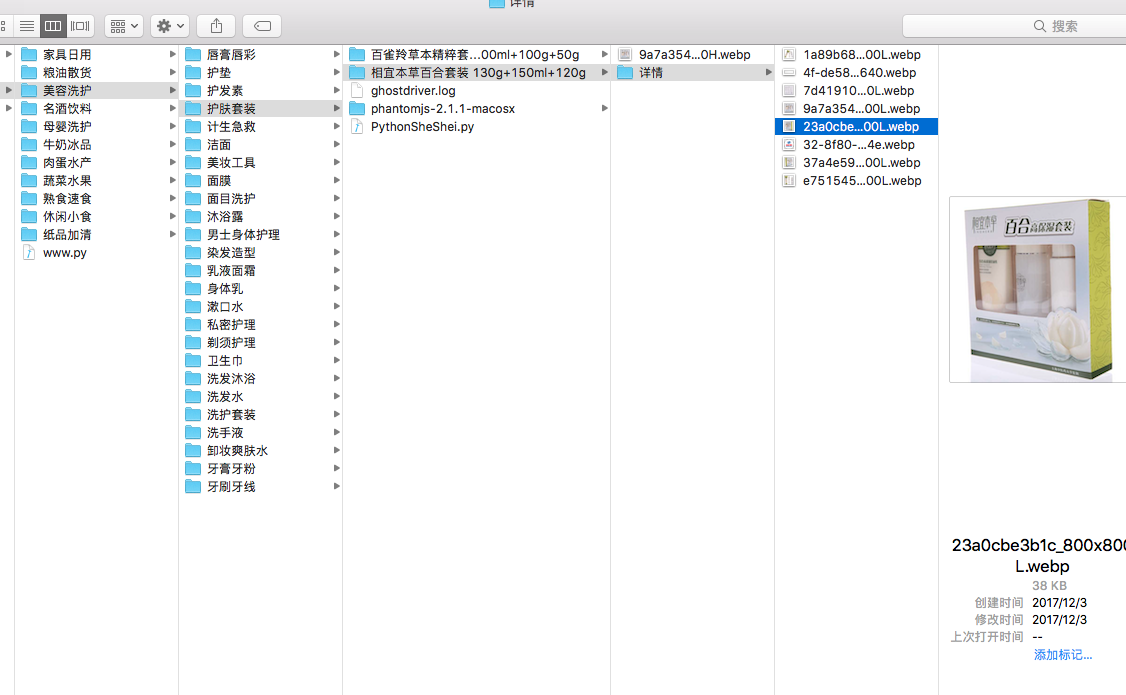 详情
搜索
家具日用
粮油散货
美容洗护
名酒饮料
母婴洗护
牛奶冰品
肉蛋水产
蔬菜水果
熟食速食
休闲小食
纸品加清
www.py
唇膏唇彩
护垫
护发素
护肤套装
计生急救
洁面
美妆工具
面膜
面目洗护
沐浴露
男士身体护理
染发造型
乳液面霜
身体乳
漱口水
私密护理
剃须护理
卫生巾
洗发沐浴
洗发水
洗护套装
洗手液
卸妆爽肤水
牙膏牙粉
牙刷牙线
百雀羚草本精粹套...00ml+100g+50g
相宜本草百合套装 130g+150ml+120g
ghostdriver.log
phantomjs-2.1.1-macosx
PythonSheShei.py
9a7a354...0H.webp
详情
1a89b68...00L.webp
4f-de58...640.webp
7d41910...0L.webp
9a7a354...00L.webp
23a0cbe...00L.webp
32-8f80-...4e.webp
37a4e59...00L.webp
e751545...00L.webp
相宜本草
百合高保湿套装
23a0cbe3b1c_800x800
L.webp
38 KB
创建时间 2017/12/3
修改时间 2017/12/3
上次打开时间 --
添加标记...